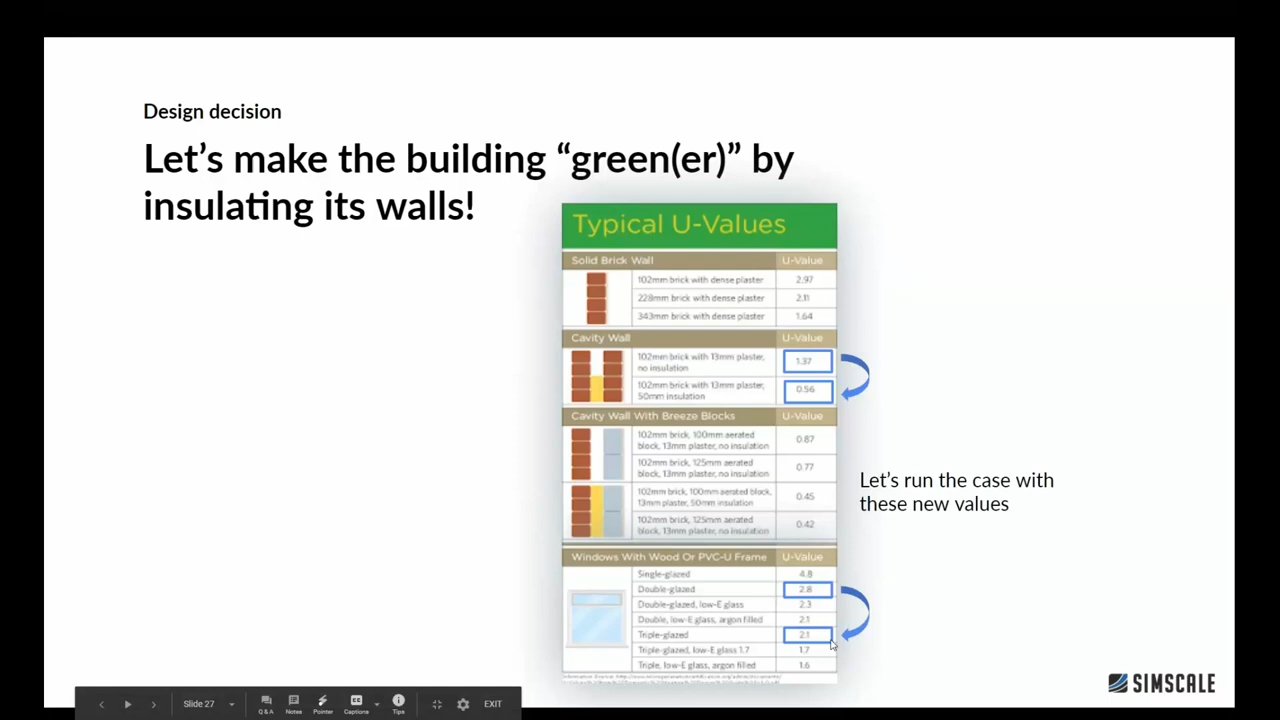 Design decision
Let's make the building “green(er)” by
insulating its walls!
Typical U-Values
Solid Brick Wall U-Value
102mm brick with dense plaster 2.97
228mm brick with dense plaster 2.11
343mm brick with dense plaster 1.64
Cavity Wall U-Value
102mm brick with 13mm plaster,
no insulation 1.37
102mm brick with 13mm plaster,
50mm insulation 0.56
Cavity Wall With Breeze Blocks U-Value
102mm brick, 100mm aerated
block, 13mm plaster, no insulation 0.87
102mm brick, 125mm aerated
block, 13mm plaster, no insulation 0.77
102mm brick, 100mm aerated block,
13mm plaster, 50mm insulation 0.45
102mm brick, 125mm aerated
block, 13mm plaster, no insulation 0.42
Windows With Wood Or PVC-U Frame U-Value
Single-glazed 4.8
Double-glazed 2.8
Double-glazed, low-E glass 2.3
Double, low-E glass, argon filled 2.1
Triple-glazed 2.1
Triple-glazed, low-E glass 1.7 1.7
Triple, low-E glass, argon filled 1.6
Let's run the case with
these new values
SIMSCALE
Slide 27
Q & A
Notes
Pointer
Captions
Tips
EXIT